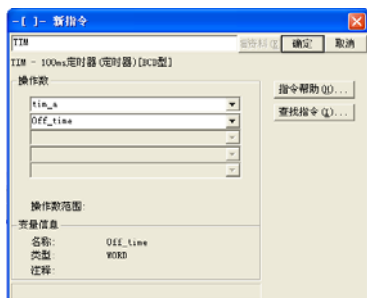 -[ ]- 新指令
TIM
确定
取消
TIM - 100ms定时器(定时器)[BCD型]
操作数
tim_a
Off_time
指令帮助(H)...
查找指令(I)...
操作数范围:
变量信息
名称: Off_time
类型: WORD
注释: